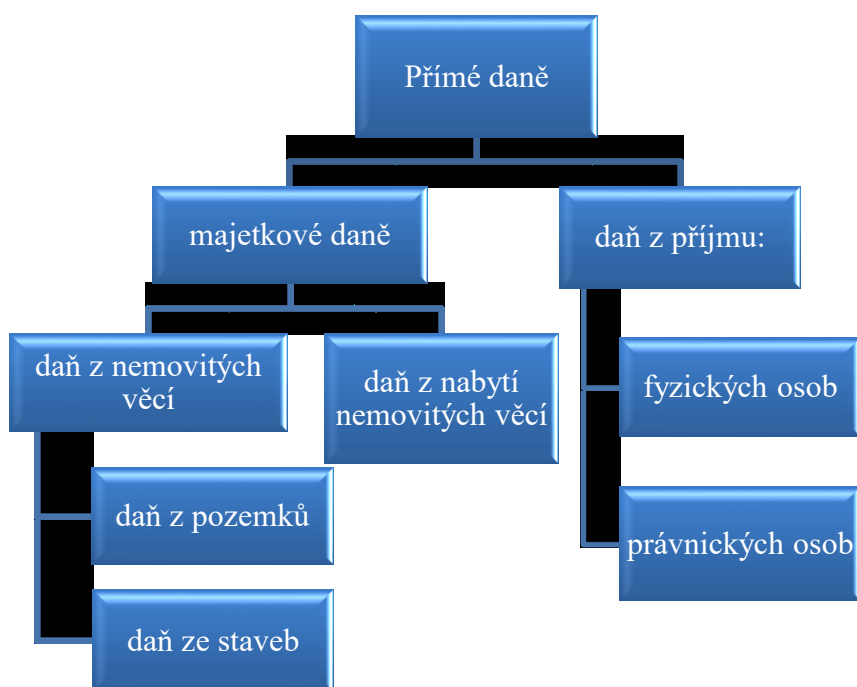 Přímé daně
majetkové daně
daň z příjmu:
daň z nemovitých
věcí
daň z nabytí
nemovitých věcí
fyzických osob
daň z pozemků
právnických osob
daň ze staveb